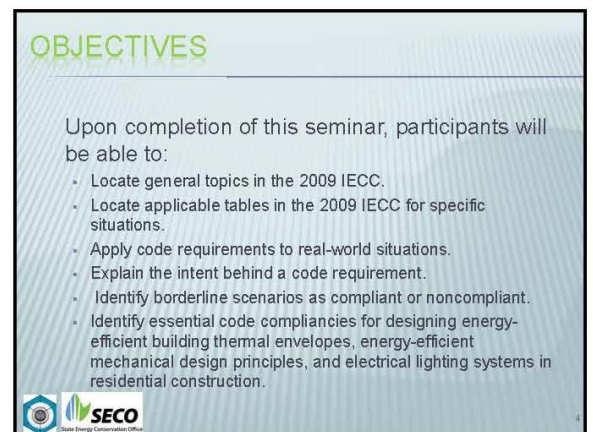 OBJECTIVES
Upon completion of this seminar, participants will
be able to:
Locate general topics in the 2009 IECC.
Locate applicable tables in the 2009 IECC for specific
situations.
Apply code requirements to real-world situations.
Explain the intent behind a code requirement.
Identify borderline scenarios as compliant or noncompliant.
Identify essential code compliancies for designing energy-
efficient building thermal envelopes, energy-efficient
mechanical design principles, and electrical lighting systems in
residential construction.
SECO
State Energy Conservation Office
4